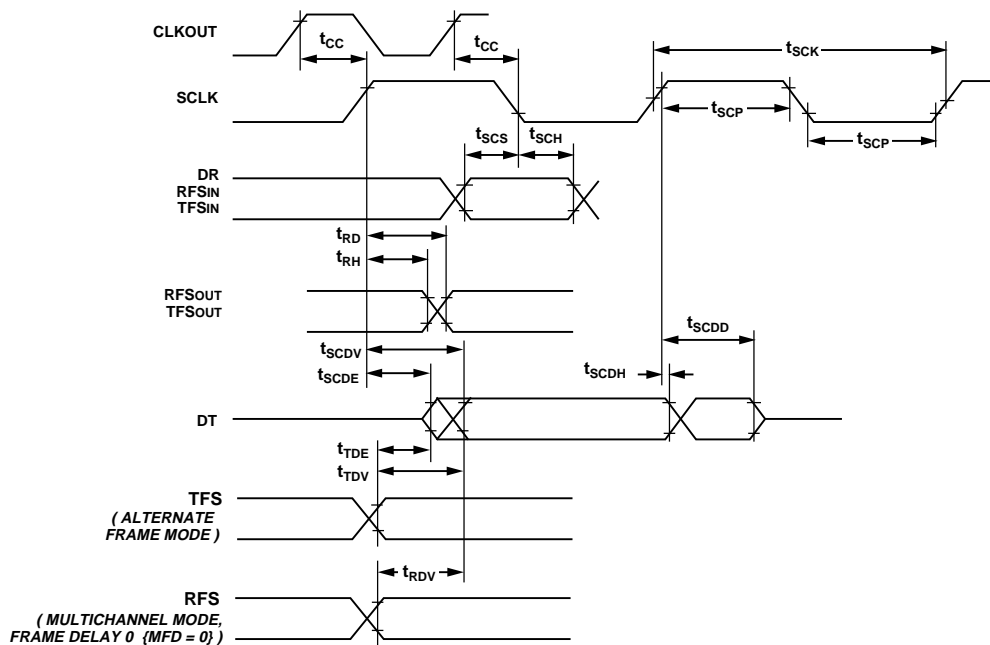 CLKOUT
tCC
tCC
tSCK
SCLK
tSCP
tSCP
tSCS
tSCH
DR
RFSIN
TFSIN
tRD
tRH
RFSOUT
TFSOUT
tSCDV
tSCDE
tSCDD
tSCDH
DT
tTDE
tTDV
TFS
( ALTERNATE
FRAME MODE )
tRDV
RFS
( MULTICHANNEL MODE,
FRAME DELAY 0 {MFD = 0} )